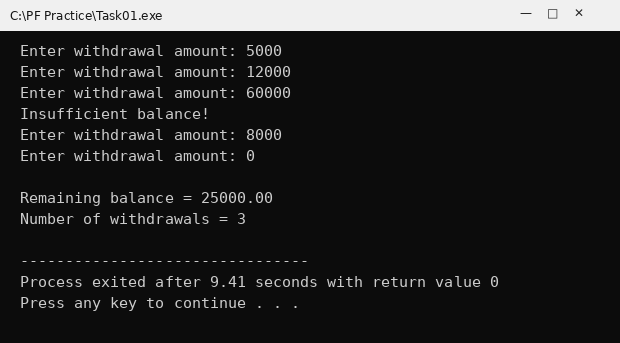 C:\PF Practice\Task01.exe
Enter withdrawal amount: 5000
Enter withdrawal amount: 12000
Enter withdrawal amount: 60000
Insufficient balance!
Enter withdrawal amount: 8000
Enter withdrawal amount: 0
Remaining balance = 25000.00
Number of withdrawals = 3
--------------------------------
Process exited after 9.41 seconds with return value 0
Press any key to continue . . .